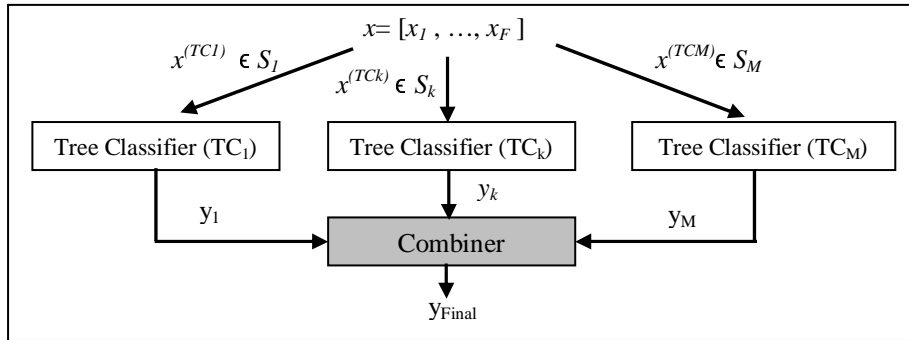 x= [x1 , …, xF ]
x(TC1) ϵ S1
x(TCk) ϵ Sk
x(TCM) ϵ SM
Tree Classifier (TC1)
Tree Classifier (TCk)
Tree Classifier (TCM)
y1
yk
yM
Combiner
yFinal